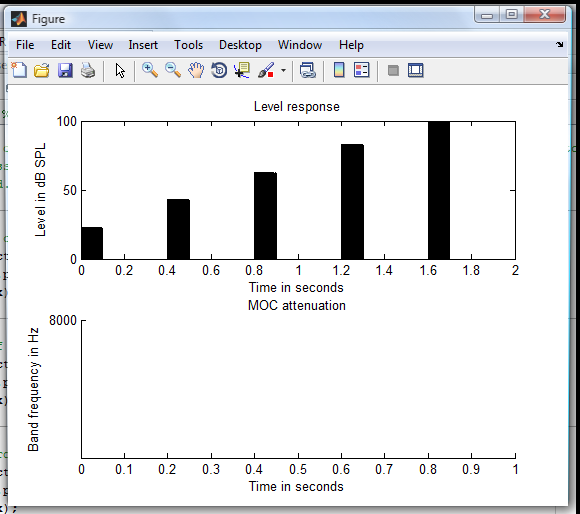 Figure
File Edit View Insert Tools Desktop Window Help
Level response
Level in dB SPL
100
50
0
0 0.2 0.4 0.6 0.8 1 1.2 1.4 1.6 1.8 2
Time in seconds
MOC attenuation
Band frequency in Hz
8000
0 0.1 0.2 0.3 0.4 0.5 0.6 0.7 0.8 0.9 1
Time in seconds